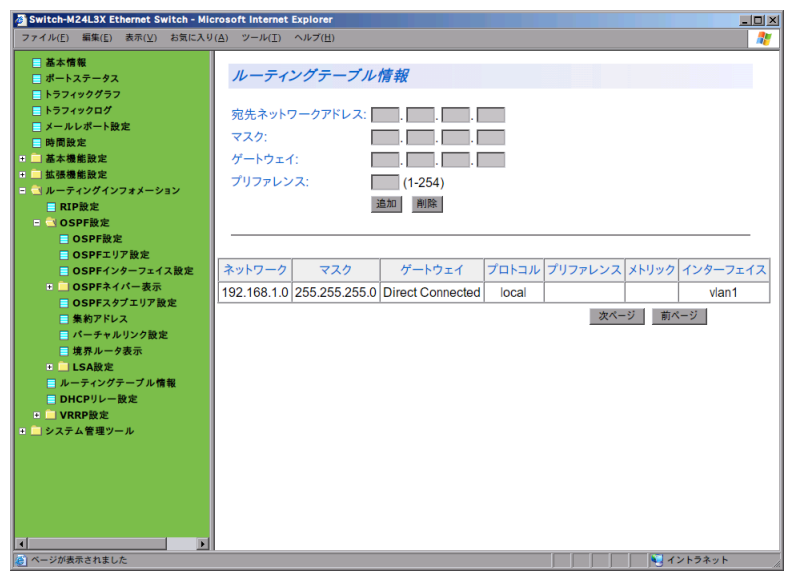 Switch-M24L3X Ethernet Switch - Microsoft Internet Explorer
ファイル(F) 編集(E) 表示(V) お気に入り(A) ツール(T) ヘルプ(H)
基本情報
ポートステータス
トラフィックグラフ
トラフィックログ
メールレポート設定
時間設定
基本機能設定
拡張機能設定
ルーティングインフォメーション
RIP設定
OSPF設定
OSPF設定
OSPFエリア設定
OSPFインターフェイス設定
OSPFネイバー表示
OSPFスタブエリア設定
集約アドレス
バーチャルリンク設定
境界ルータ表示
LSA設定
ルーティングテーブル情報
DHCPリレー設定
VRRP設定
システム管理ツール
ルーティングテーブル情報
宛先ネットワークアドレス: . . .
マスク: . . .
ゲートウェイ: . . .
プリファレンス: (1-254)
追加 削除
ネットワーク マスク ゲートウェイ プロトコル プリファレンス メトリック インターフェイス
192.168.1.0 255.255.255.0 Direct Connected local vlan1
次ページ 前ページ
ページが表示されました イントラネット